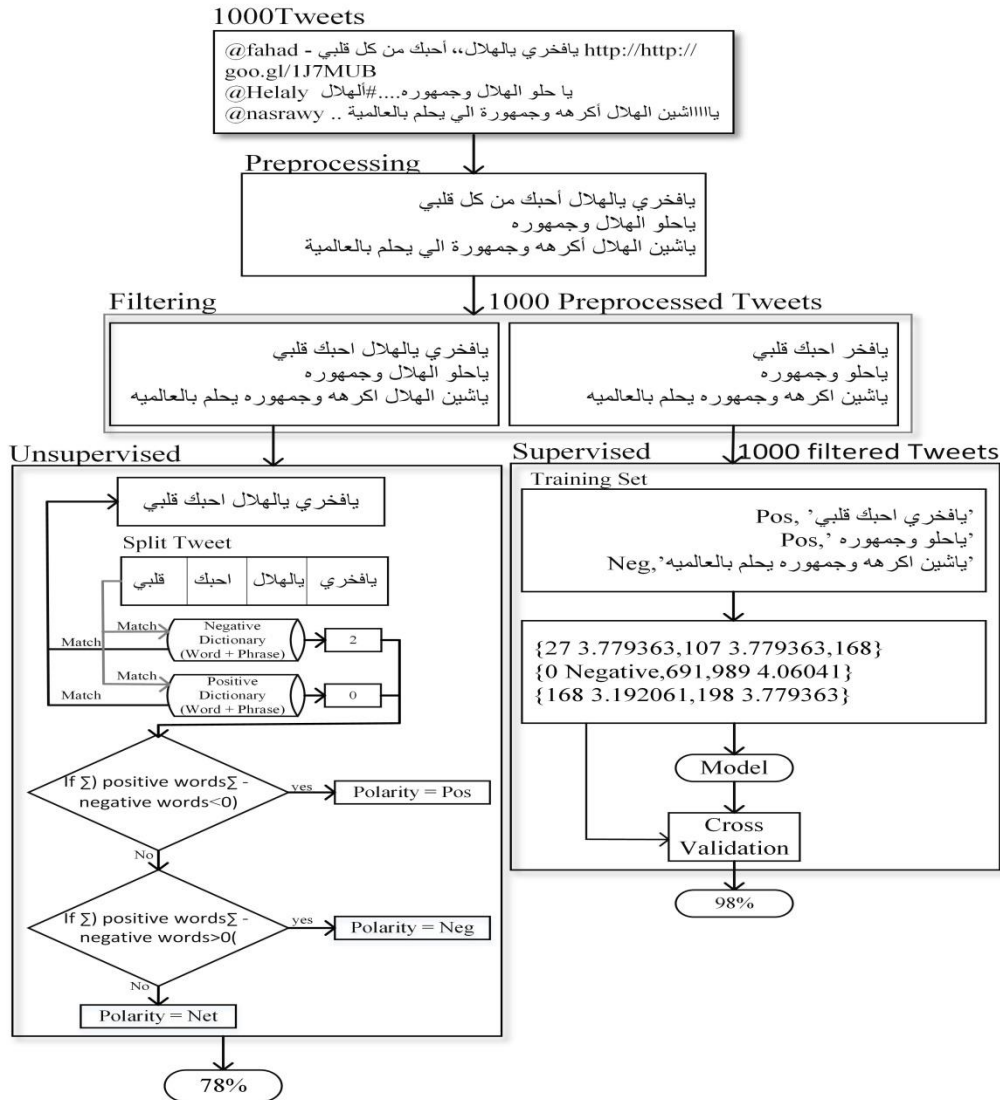 1000Tweets
@fahad - يافخري يالهلال،، أحبك من كل قلبي http://http://
goo.gl/1J7MUB
@Helaly يا حلو الهلال وجمهوره....#ألهلال
@nasrawy .. ياااااشين الهلال أكرهه وجمهورة الي يحلم بالعالمية
Preprocessing
يافخري يالهلال أحبك من كل قلبي
ياحلو الهلال وجمهوره
ياشين الهلال أكرهه وجمهورة الي يحلم بالعالمية
Filtering
1000 Preprocessed Tweets
يافخري يالهلال احبك قلبي
ياحلو الهلال وجمهوره
ياشين الهلال اكرهه وجمهوره يحلم بالعالميه
يافخر احبك قلبي
ياحلو وجمهوره
ياشين اكرهه وجمهوره يحلم بالعالميه
Unsupervised
يافخري يالهلال احبك قلبي
Split Tweet
يافخري يالهلال احبك قلبي
Match
Negative
Dictionary
(Word + Phrase)
2
Match
Match
Positive
Dictionary
(Word + Phrase)
0
Match
If ∑) positive words∑ -
negative words<0)
yes
Polarity = Pos
No
If ∑) positive words∑ -
negative words>0(
yes
Polarity = Neg
No
Polarity = Net
78%
Supervised
1000 filtered Tweets
Training Set
'يافخري احبك قلبي' ,Pos
'ياحلو وجمهوره ',Pos
'ياشين اكرهه وجمهوره يحلم بالعالميه',Neg
{27 3.779363,107 3.779363,168}
{0 Negative,691,989 4.06041}
{168 3.192061,198 3.779363}
Model
Cross
Validation
98%